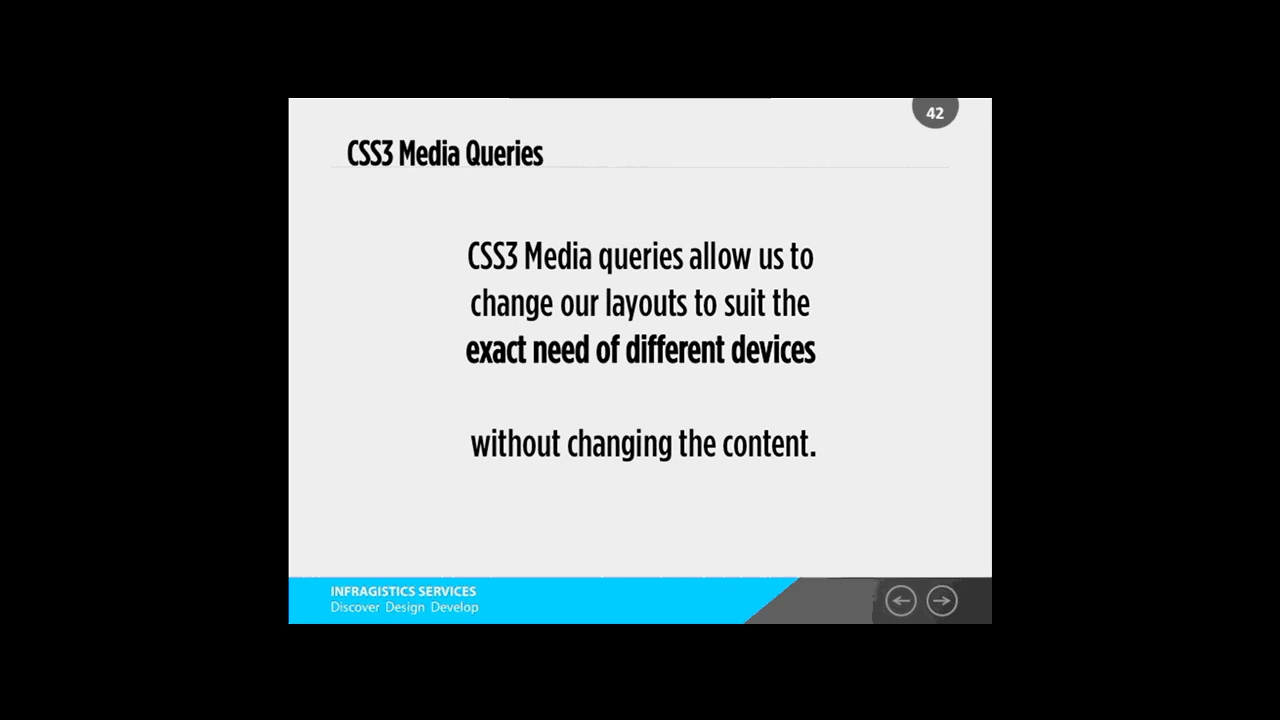 42
CSS3 Media Queries
CSS3 Media queries allow us to
change our layouts to suit the
exact need of different devices
without changing the content.
INFRAGISTICS SERVICES
Discover Design Develop